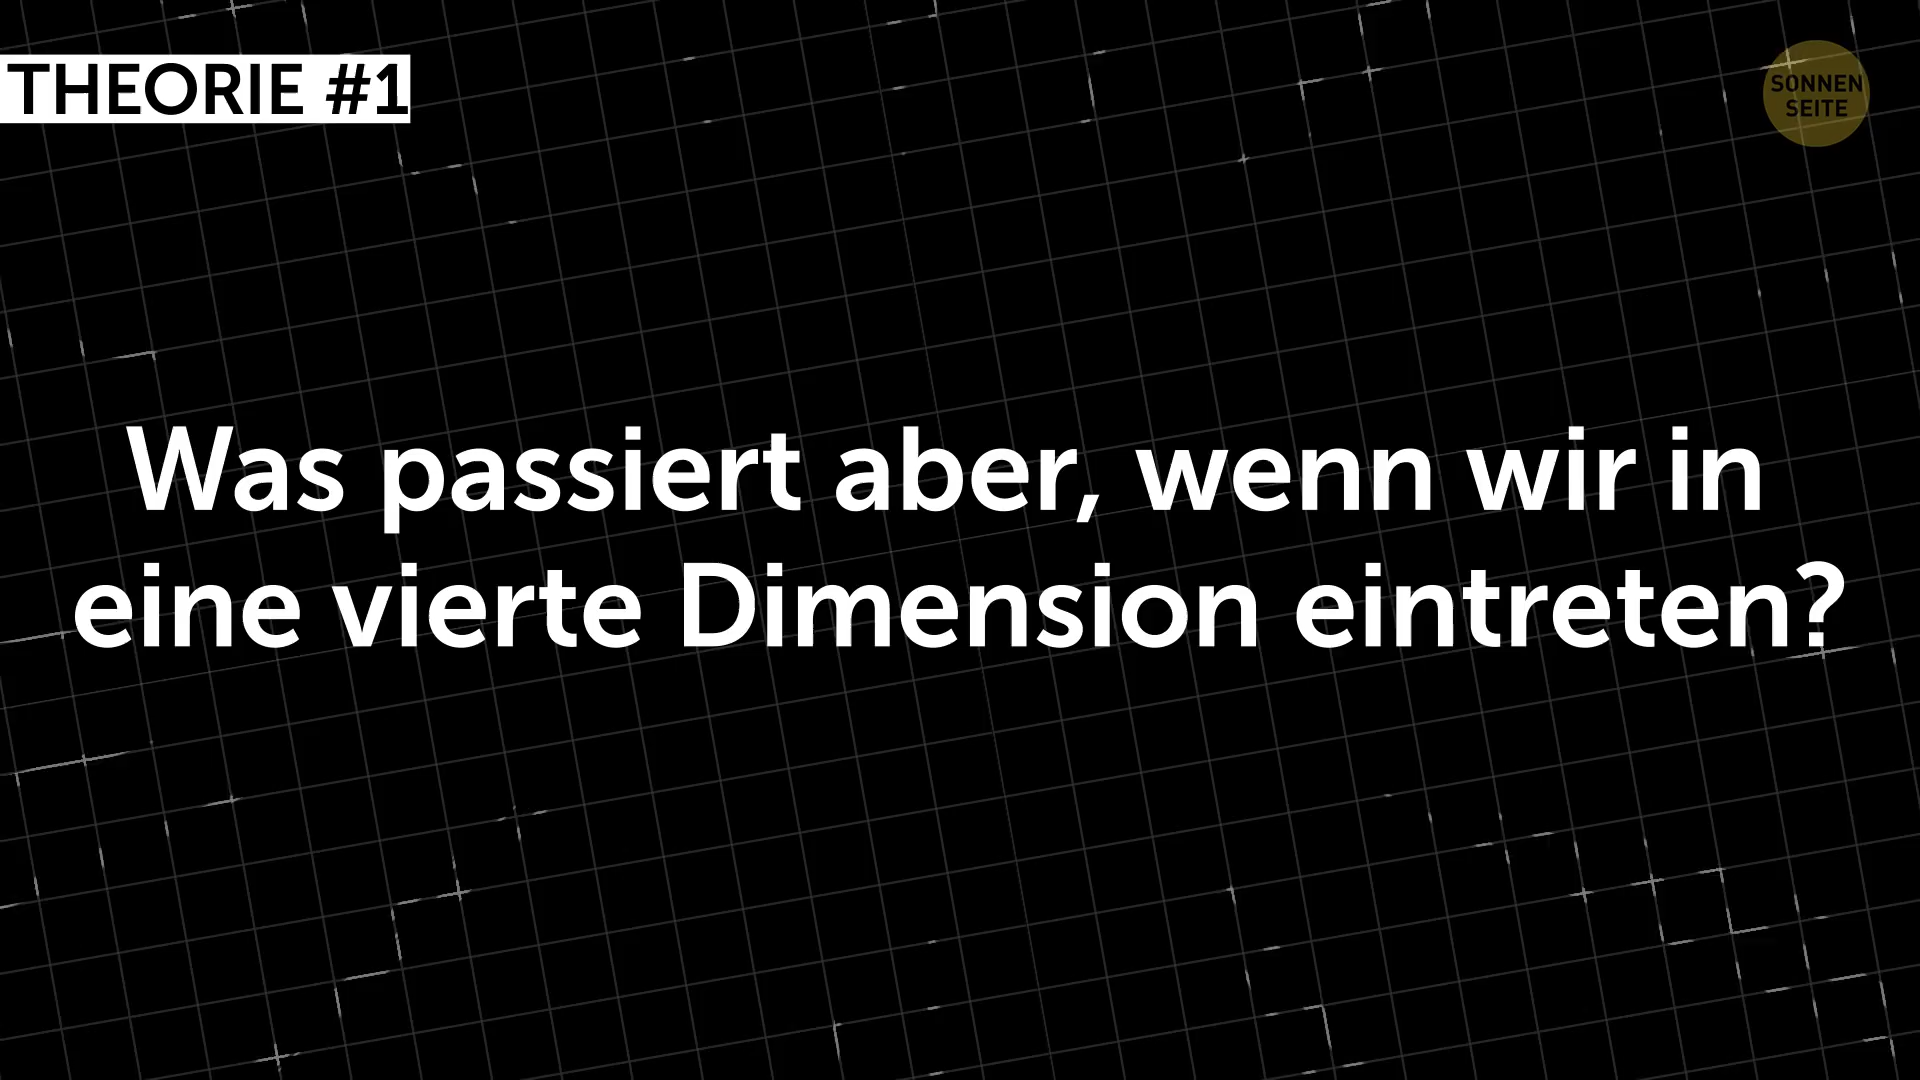 THEORIE #1
SONNEN
SEITE
Was passiert aber, wenn wir in
eine vierte Dimension eintreten?